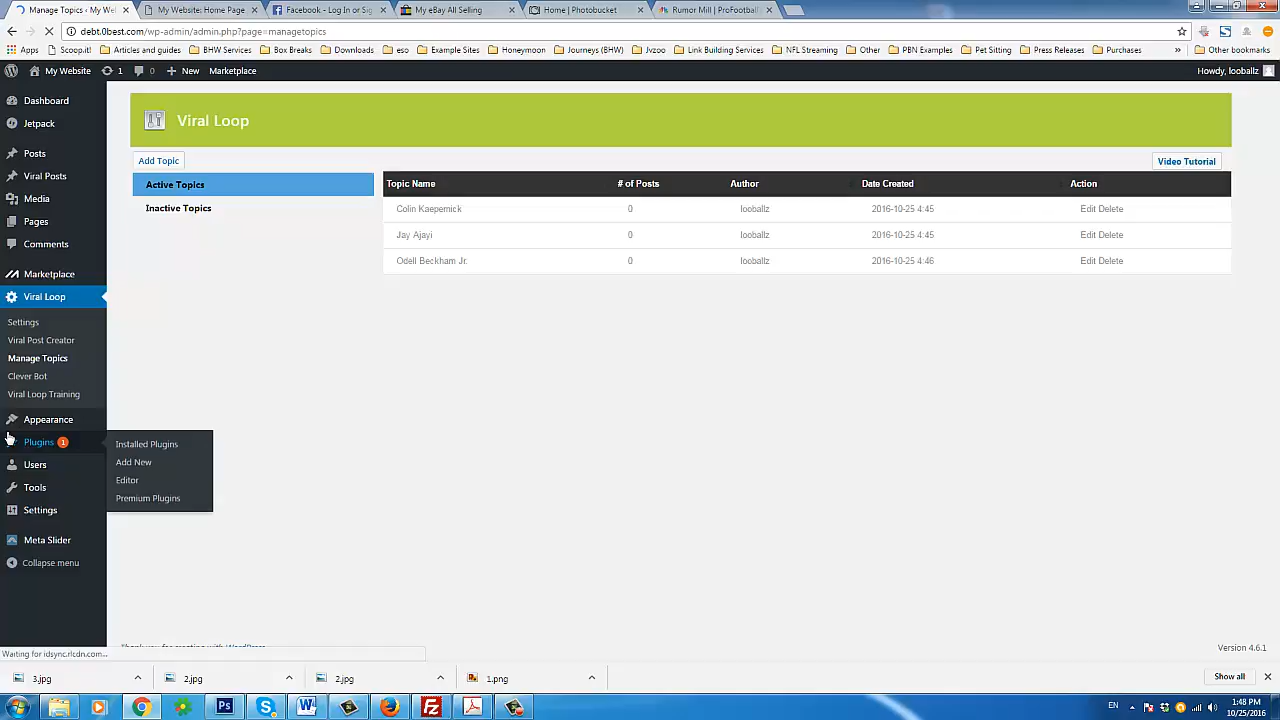 Manage Topics ‹ My We
My Website: Home Page
Facebook - Log In or Sig
My eBay All Selling
Home | Photobucket
Rumor Mill | ProFootball
debt.0best.com/wp-admin/admin.php?page=managetopics
Apps Scoop.it! Articles and guides BHW Services Box Breaks Downloads eso Example Sites Honeymoon Journeys (BHW) Jvzoo Link Building Services NFL Streaming Other PBN Examples Pet Sitting Press Releases Purchases » Other bookmarks
My Website 1 0 New Marketplace Howdy, looballz
Dashboard
Jetpack
Posts
Viral Posts
Media
Pages
Comments
Marketplace
Viral Loop
Settings
Viral Post Creator
Manage Topics
Clever Bot
Viral Loop Training
Appearance
Plugins 1
Users
Tools
Settings
Meta Slider
Collapse menu
Installed Plugins
Add New
Editor
Premium Plugins
Viral Loop
Add Topic
Video Tutorial
Active Topics
Inactive Topics
Topic Name # of Posts Author Date Created Action
Colin Kaepernick 0 looballz 2016-10-25 4:45 Edit Delete
Jay Ajayi 0 looballz 2016-10-25 4:45 Edit Delete
Odell Beckham Jr. 0 looballz 2016-10-25 4:46 Edit Delete
Thank you for creating with WordPress
Version 4.6.1
Waiting for idsync.rlcdn.com...
3.jpg 2.jpg 2.jpg 1.png Show all
EN
1:48 PM
10/25/2016